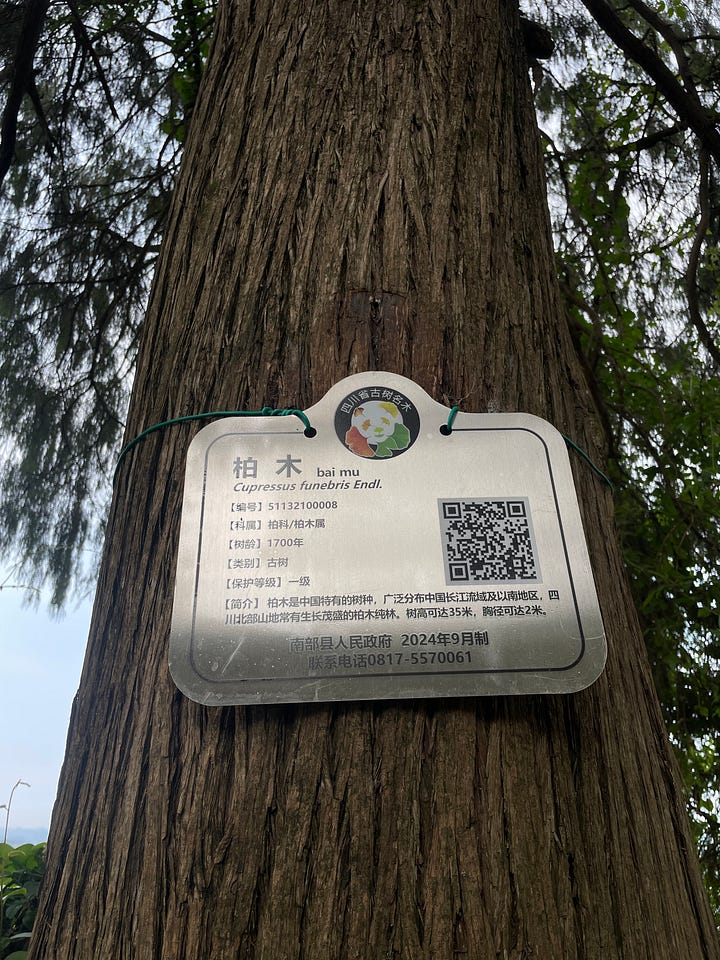 四川省古树名木
柏木 bai mu
Cupressus funebris Endl.
【编号】51132100008
【科属】柏科/柏木属
【树龄】1700年
【类别】古树
【保护等级】一级
【简介】 柏木是中国特有的树种，广泛分布中国长江流域及以南地区，四
川北部山地常有生长茂盛的柏木纯林。树高可达35米，胸径可达2米。
南部县人民政府 2024年9月制
联系电话0817-5570061